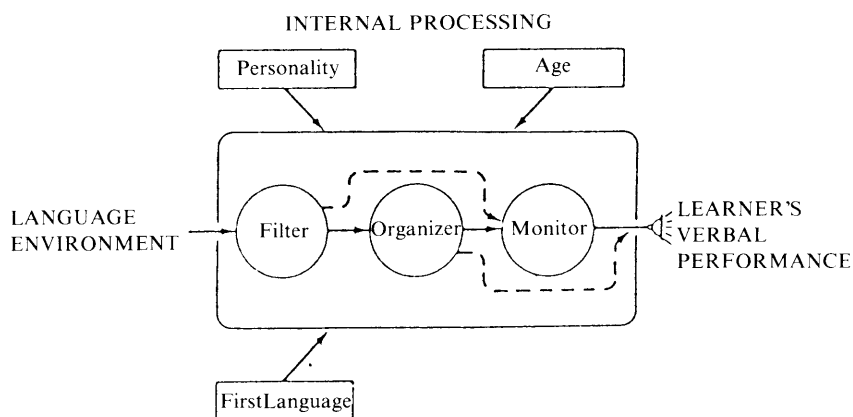 INTERNAL PROCESSING
Personality
Age
LANGUAGE
ENVIRONMENT
Filter
Organizer
Monitor
LEARNER'S
VERBAL
PERFORMANCE
FirstLanguage